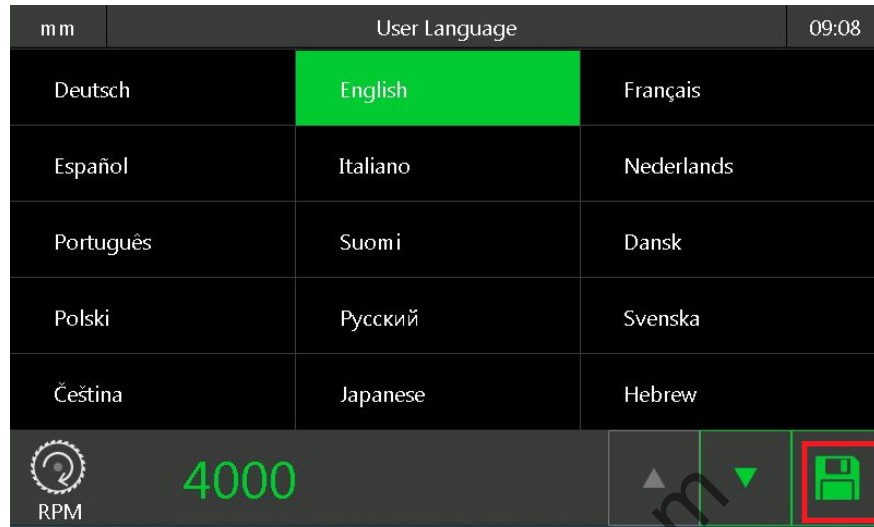 mm User Language 09:08
Deutsch English Français
Español Italiano Nederlands
Português Suomi Dansk
Polski Русский Svenska
Čeština Japanese Hebrew
4000
RPM
m